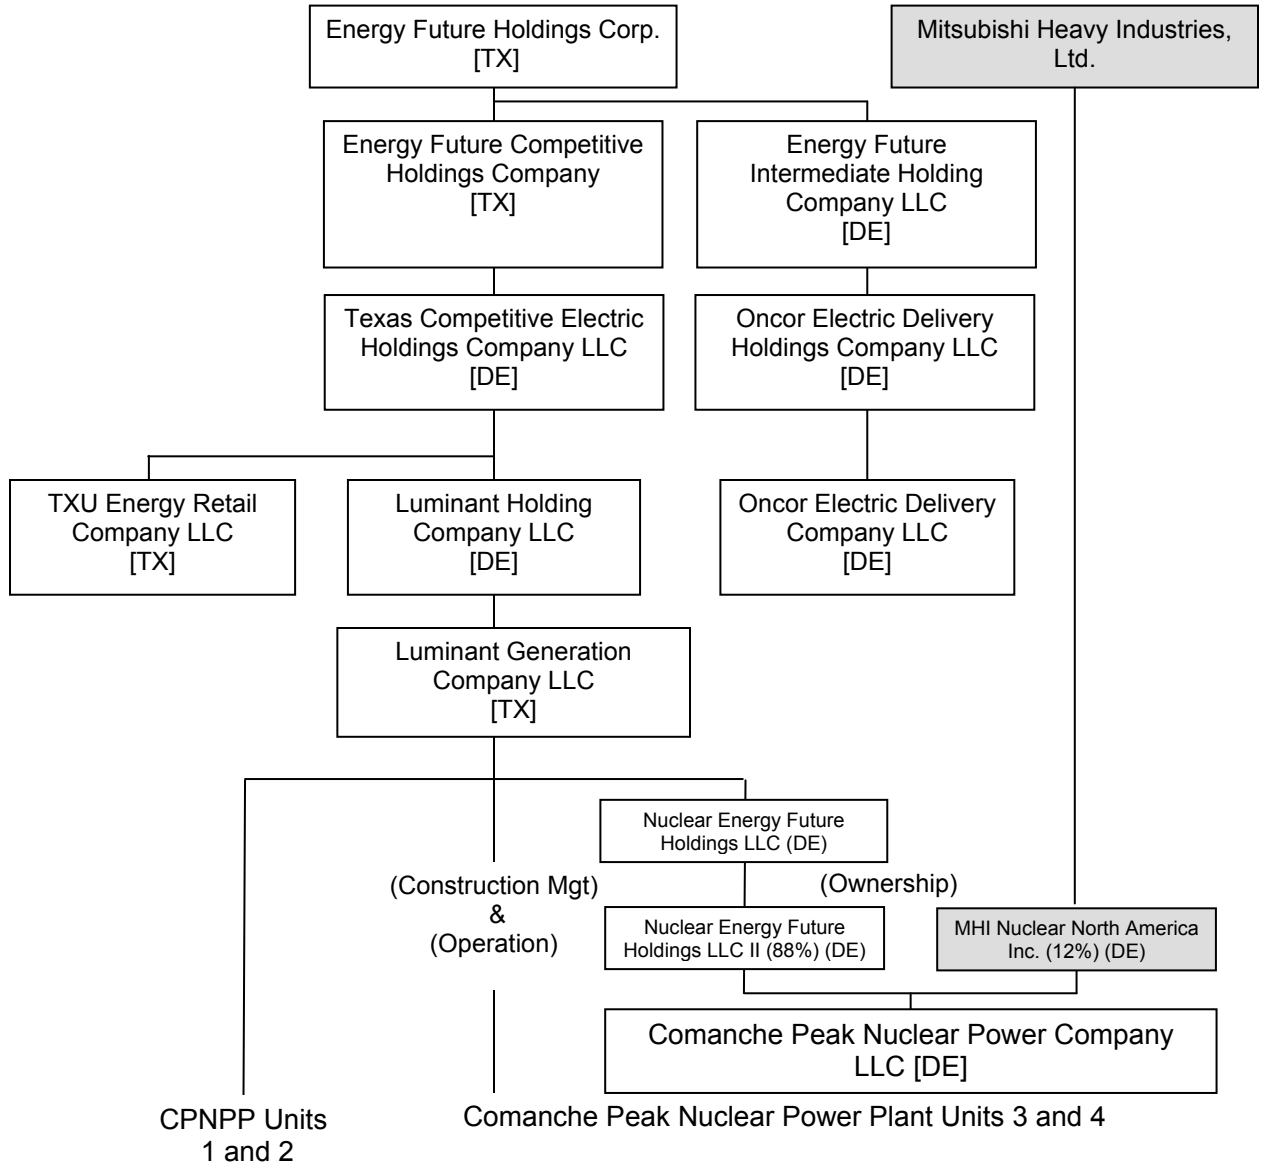 Energy Future Holdings Corp.
[TX]
Mitsubishi Heavy Industries,
Ltd.
Energy Future Competitive
Holdings Company
[TX]
Energy Future
Intermediate Holding
Company LLC
[DE]
Texas Competitive Electric
Holdings Company LLC
[DE]
Oncor Electric Delivery
Holdings Company LLC
[DE]
TXU Energy Retail
Company LLC
[TX]
Luminant Holding
Company LLC
[DE]
Oncor Electric Delivery
Company LLC
[DE]
Luminant Generation
Company LLC
[TX]
Nuclear Energy Future
Holdings LLC (DE)
(Construction Mgt)
&
(Operation)
(Ownership)
Nuclear Energy Future
Holdings LLC II (88%) (DE)
MHI Nuclear North America
Inc. (12%) (DE)
Comanche Peak Nuclear Power Company
LLC [DE]
CPNPP Units
1 and 2
Comanche Peak Nuclear Power Plant Units 3 and 4